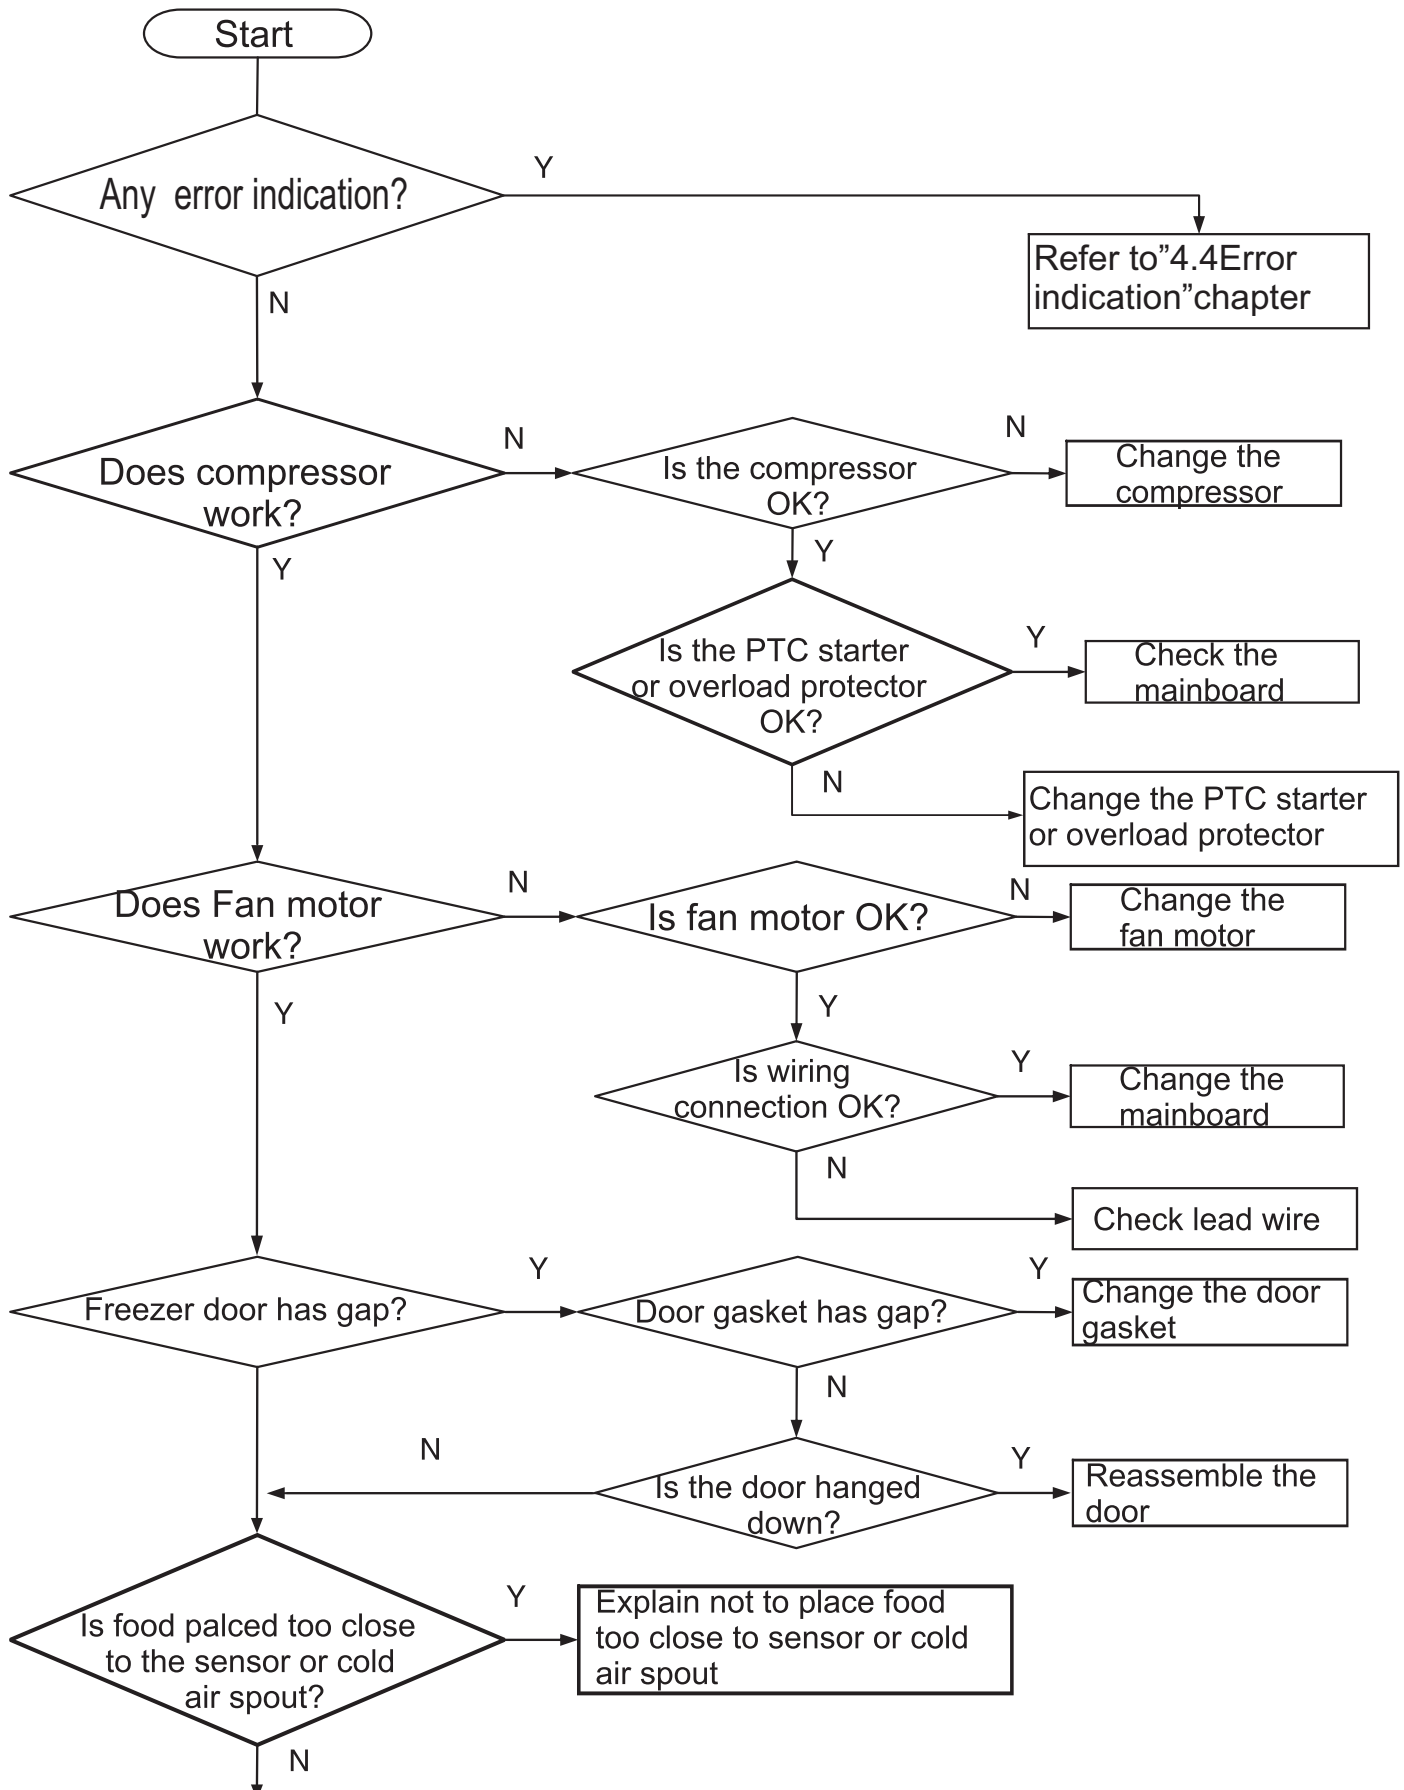 Start
Any error indication?
Y
Refer to”4.4Error
indication”chapter
N
Does compressor
work?
N
Is the compressor
OK?
N
Change the
compressor
Y
Y
Is the PTC starter
or overload protector
OK?
Y
Check the
mainboard
N
Change the PTC starter
or overload protector
Does Fan motor
work?
N
Is fan motor OK?
N
Change the
fan motor
Y
Y
Is wiring
connection OK?
Y
Change the
mainboard
N
Check lead wire
Freezer door has gap?
Y
Door gasket has gap?
Y
Change the door
gasket
N
N
Is the door hanged
down?
Y
Reassemble the
door
Is food palced too close
to the sensor or cold
air spout?
Y
Explain not to place food
too close to sensor or cold
air spout
N